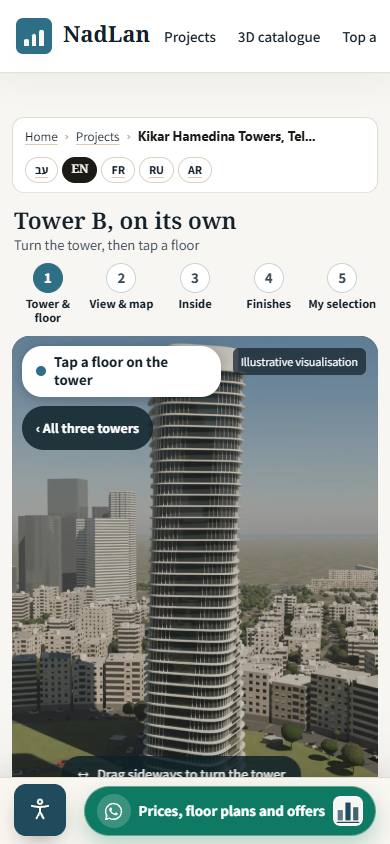 NadLan Projects 3D catalogue Top a
Home › Projects › Kikar Hamedina Towers, Tel...
עב EN FR RU AR
Tower B, on its own
Turn the tower, then tap a floor
1 2 3 4 5
Tower & floor
View & map
Inside
Finishes
My selection
Tap a floor on the
tower
Illustrative visualisation
‹ All three towers
↔ Drag sideways to turn the tower
Prices, floor plans and offers